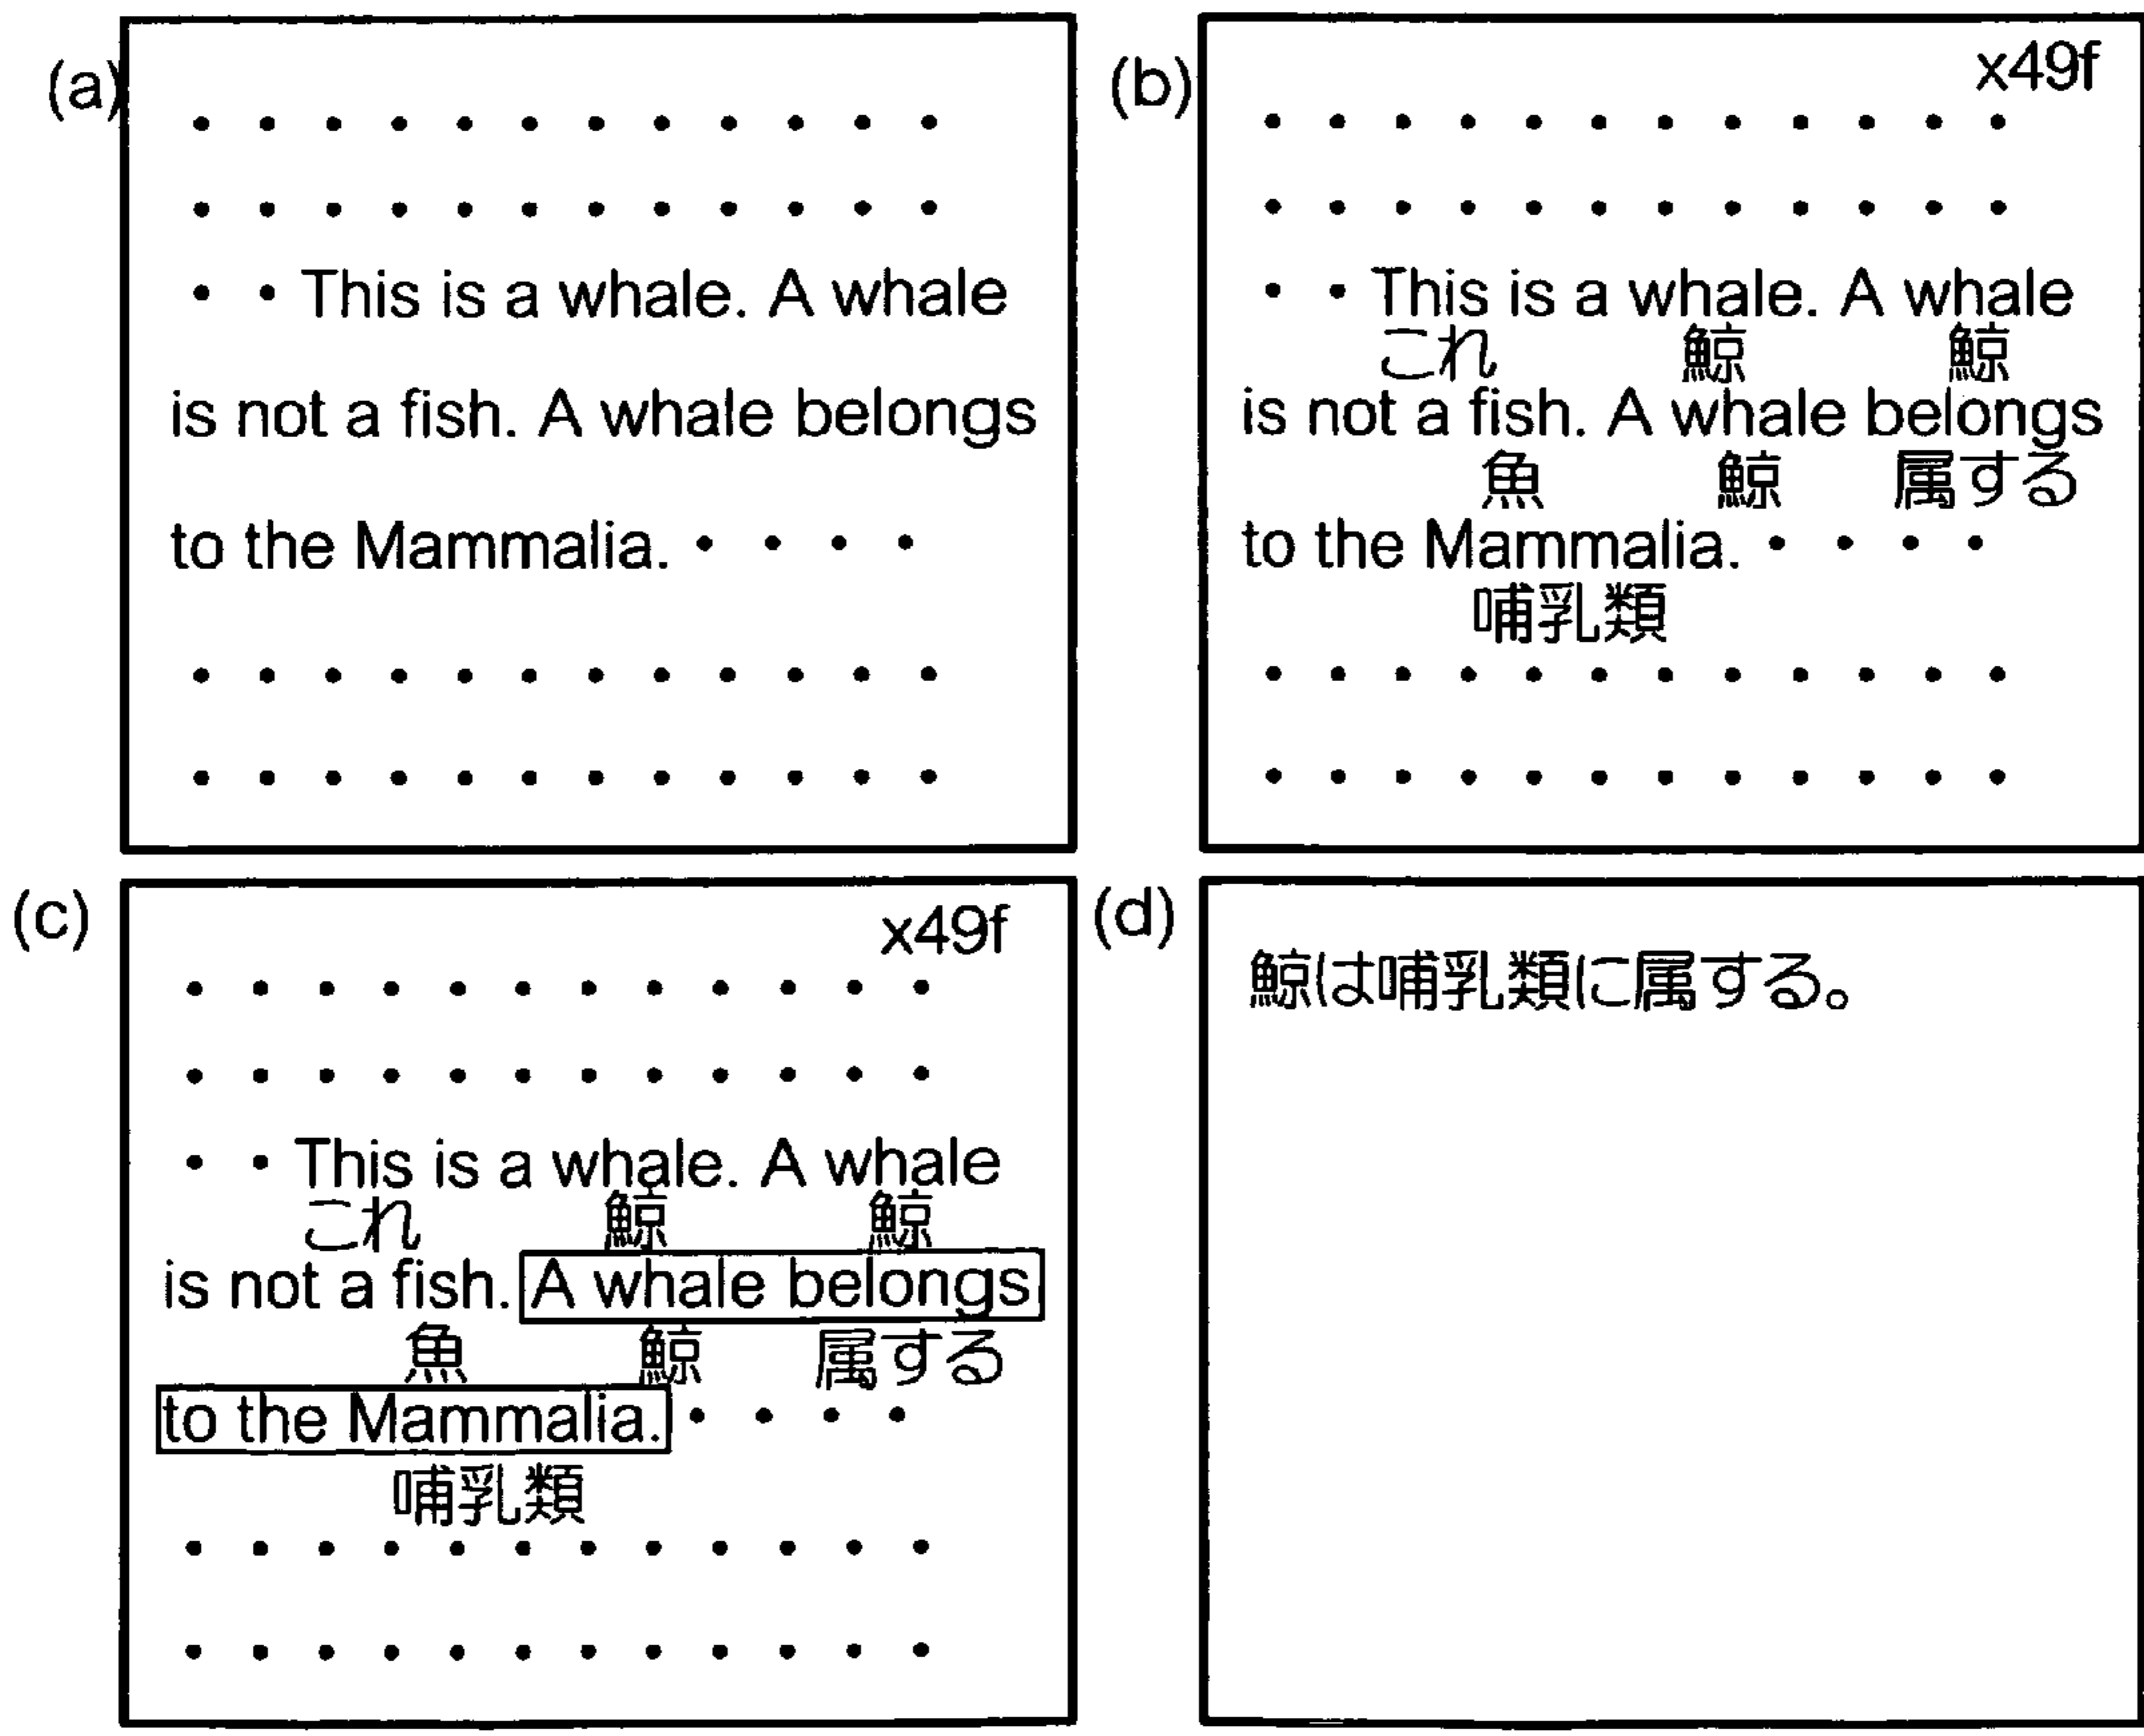 (a)
• • • • • • • • • • • •
• • • • • • • • • • • •
• • This is a whale. A whale
is not a fish. A whale belongs
to the Mammalia. • • • •
• • • • • • • • • • • •
• • • • • • • • • • • •
(b)
x49f
• • • • • • • • • • • •
• • • • • • • • • • • •
• • This is a whale. A whale
これ 鯨 鯨
is not a fish. A whale belongs
魚 鯨 属する
to the Mammalia. • • • •
哺乳類
• • • • • • • • • • • •
• • • • • • • • • • • •
(c)
x49f
• • • • • • • • • • • •
• • • • • • • • • • • •
• • This is a whale. A whale
これ 鯨 鯨
is not a fish. A whale belongs
魚 鯨 属する
to the Mammalia. • • • •
哺乳類
• • • • • • • • • • • •
• • • • • • • • • • • •
(d)
鯨は哺乳類に属する。